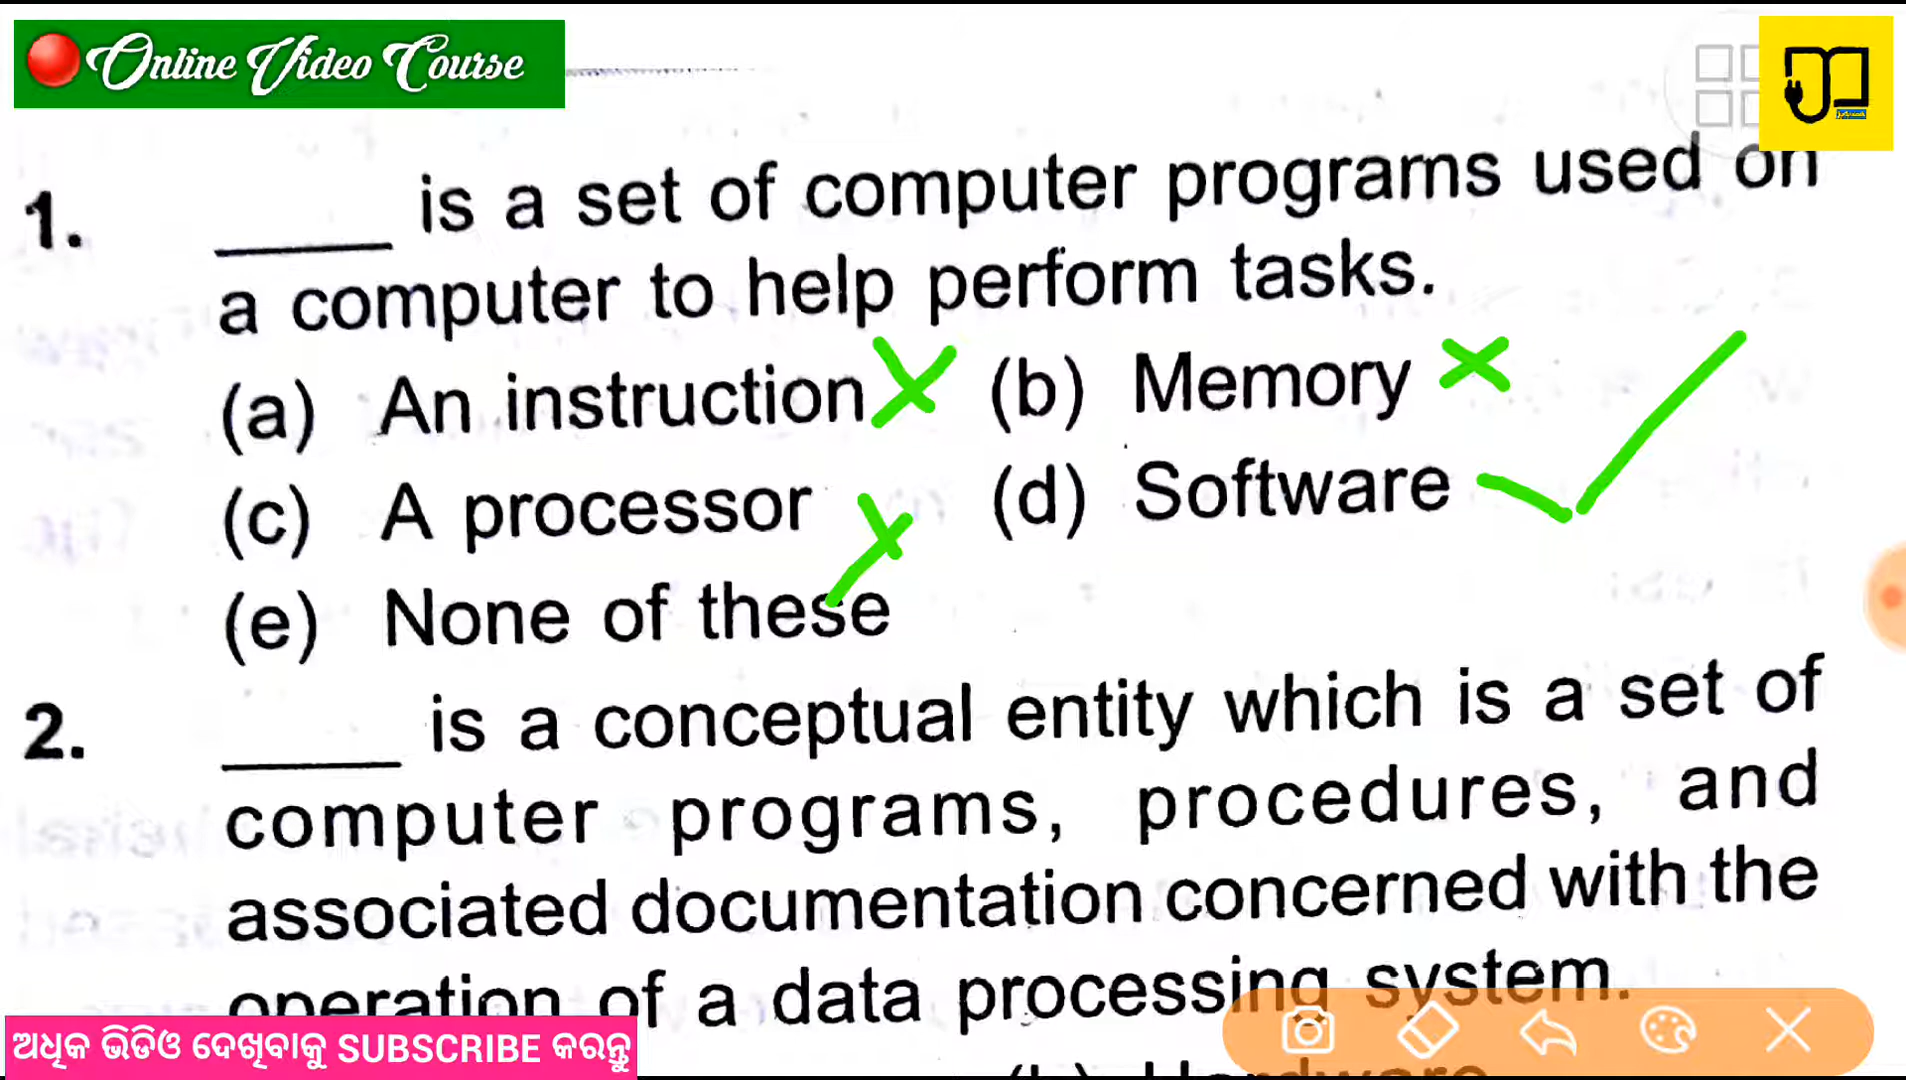 Online Video Course
1. _____ is a set of computer programs used on
a computer to help perform tasks.
(a) An instruction (b) Memory
(c) A processor (d) Software
(e) None of these
2. _____ is a conceptual entity which is a set of
computer programs, procedures, and
associated documentation concerned with the
operation of a data processing system.
(b) Hardware
ଅଧିକ ଭିଡିଓ ଦେଖିବାକୁ SUBSCRIBE କରନ୍ତୁ